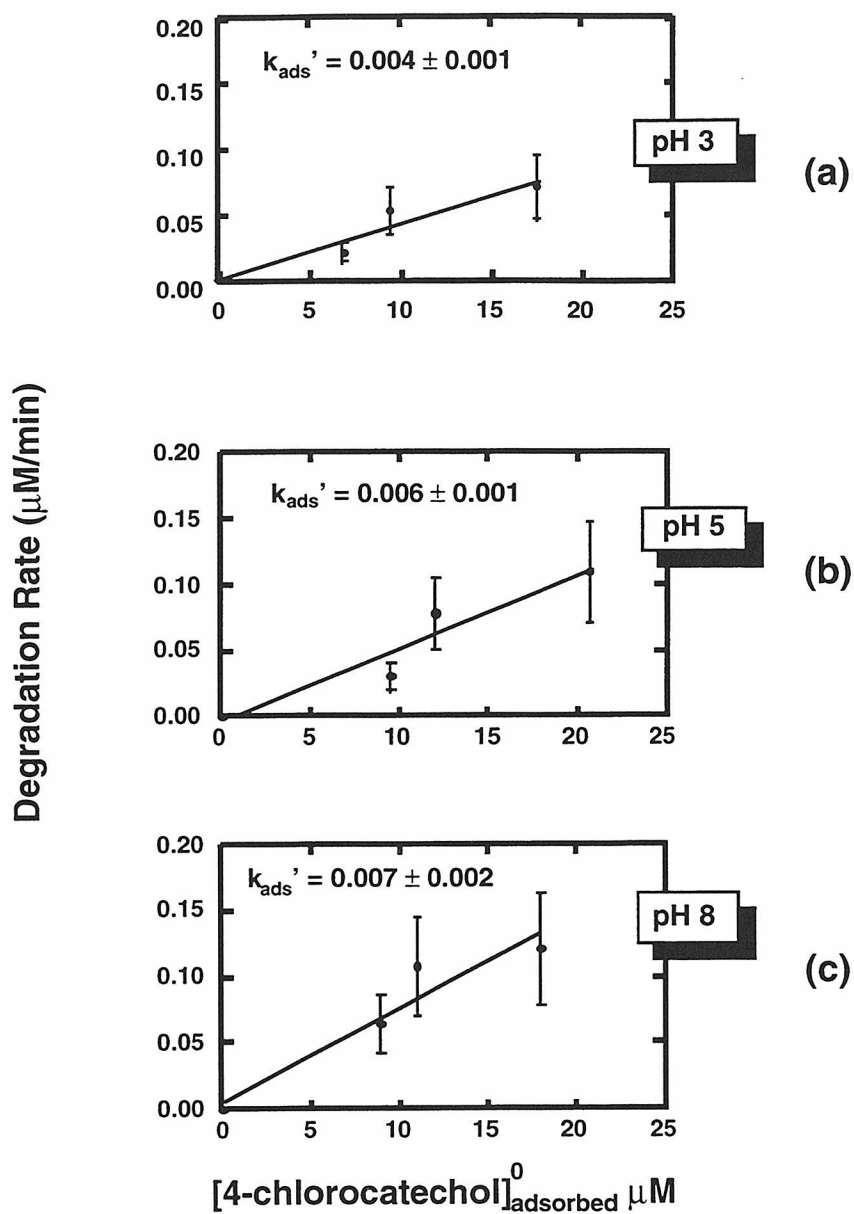 Degradation Rate (μM/min)
0.20
0.15
0.10
0.05
0.00
k_ads' = 0.004 ± 0.001
pH 3
(a)
0 5 10 15 20 25
0.20
0.15
0.10
0.05
0.00
k_ads' = 0.006 ± 0.001
pH 5
(b)
0 5 10 15 20 25
0.20
0.15
0.10
0.05
0.00
k_ads' = 0.007 ± 0.002
pH 8
(c)
0 5 10 15 20 25
[4-chlorocatechol]^0_adsorbed μM